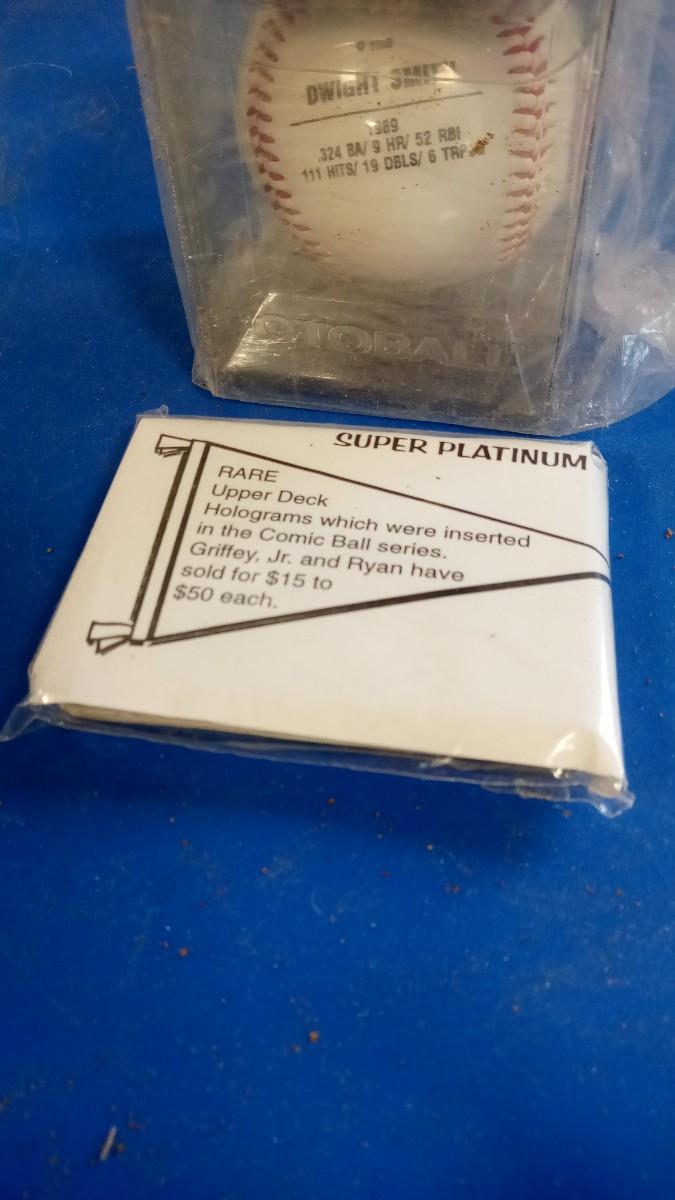 DWIGHT SMITH
1989
.324 BA/ 9 HR/ 52 RBI
111 HITS/ 19 DBLS/ 6
SUPER PLATINUM
RARE
Upper Deck
Holograms which were inserted
in the Comic Ball series.
Griffey, Jr. and Ryan have
sold for $15 to
$50 each.